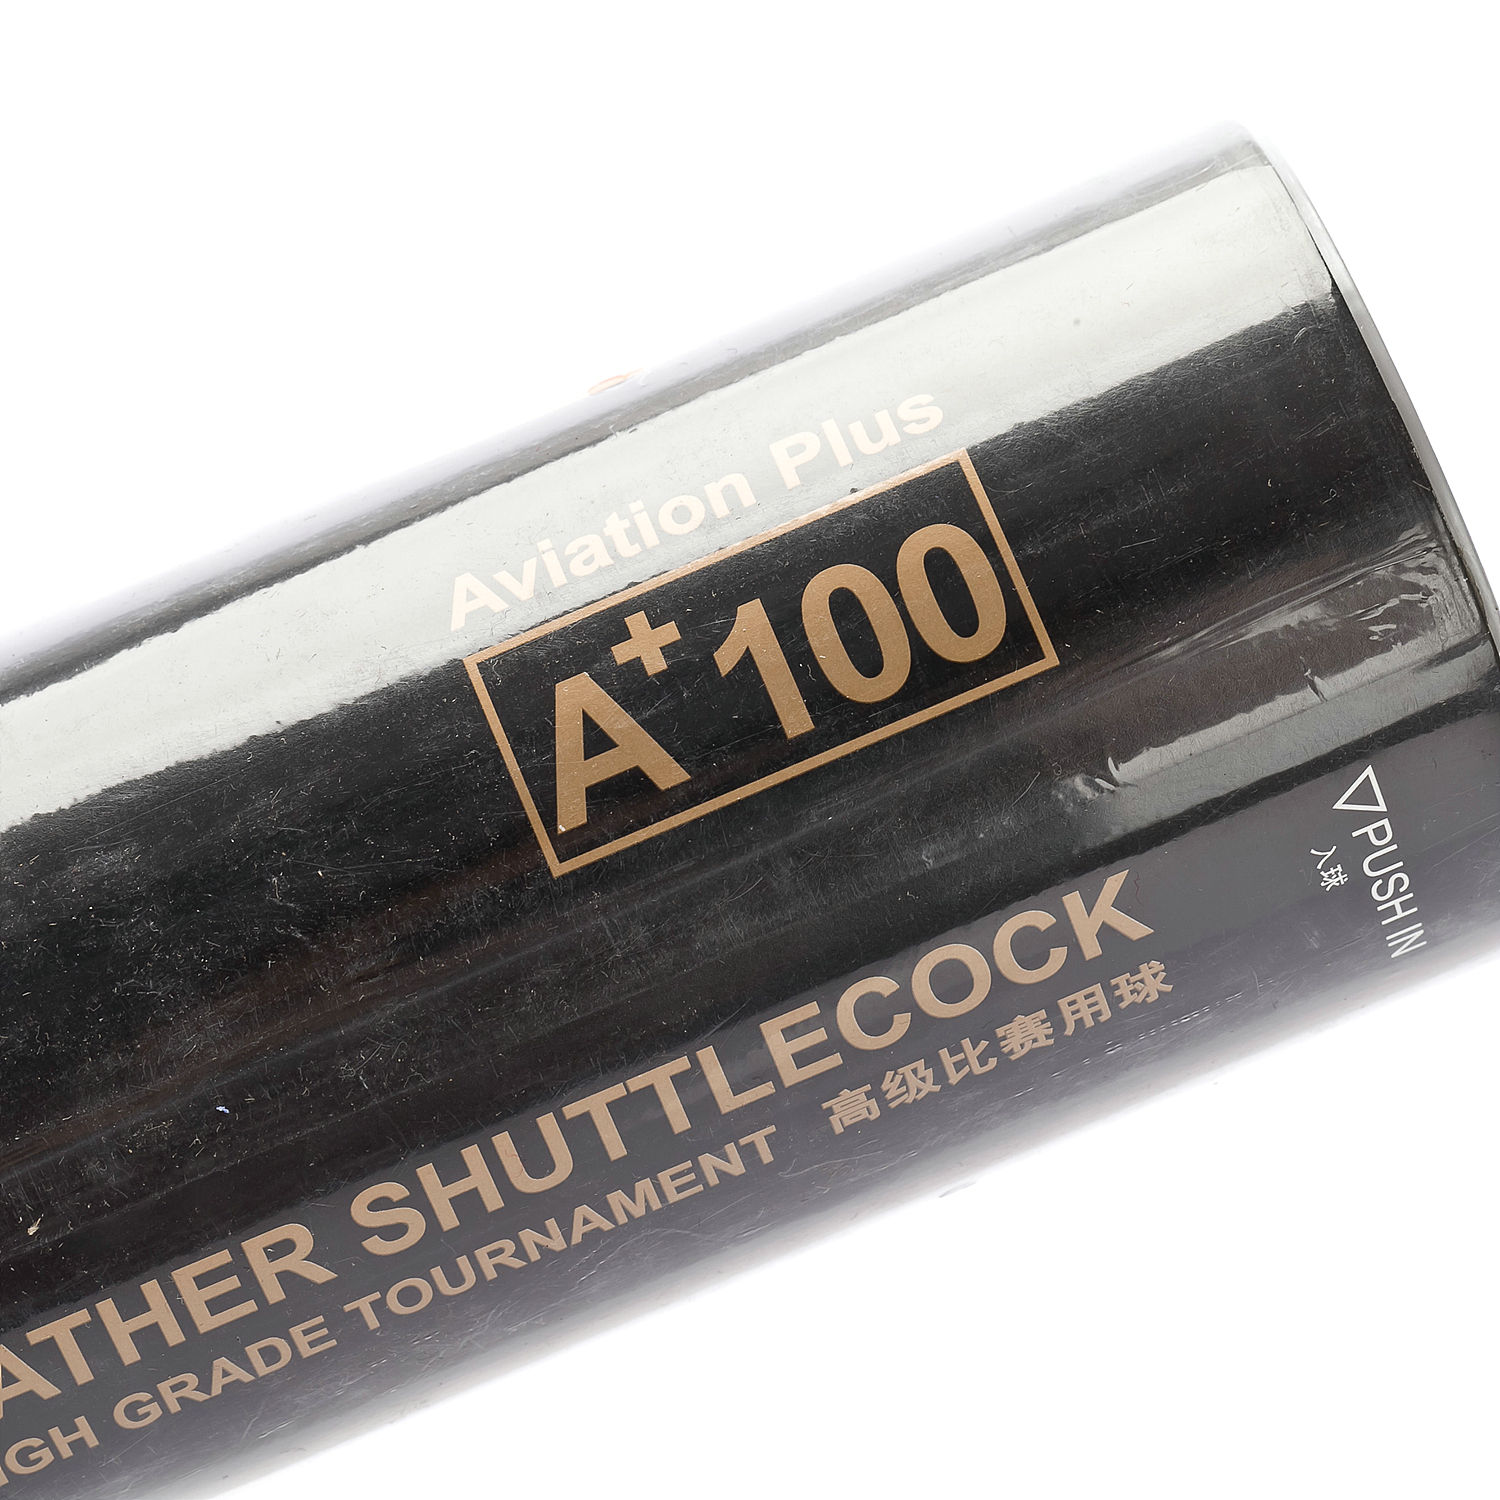 Aviation Plus
A+100
ATHER SHUTTLECOCK
IGH GRADE TOURNAMENT 高级比赛用球
▽PUSH IN
入球